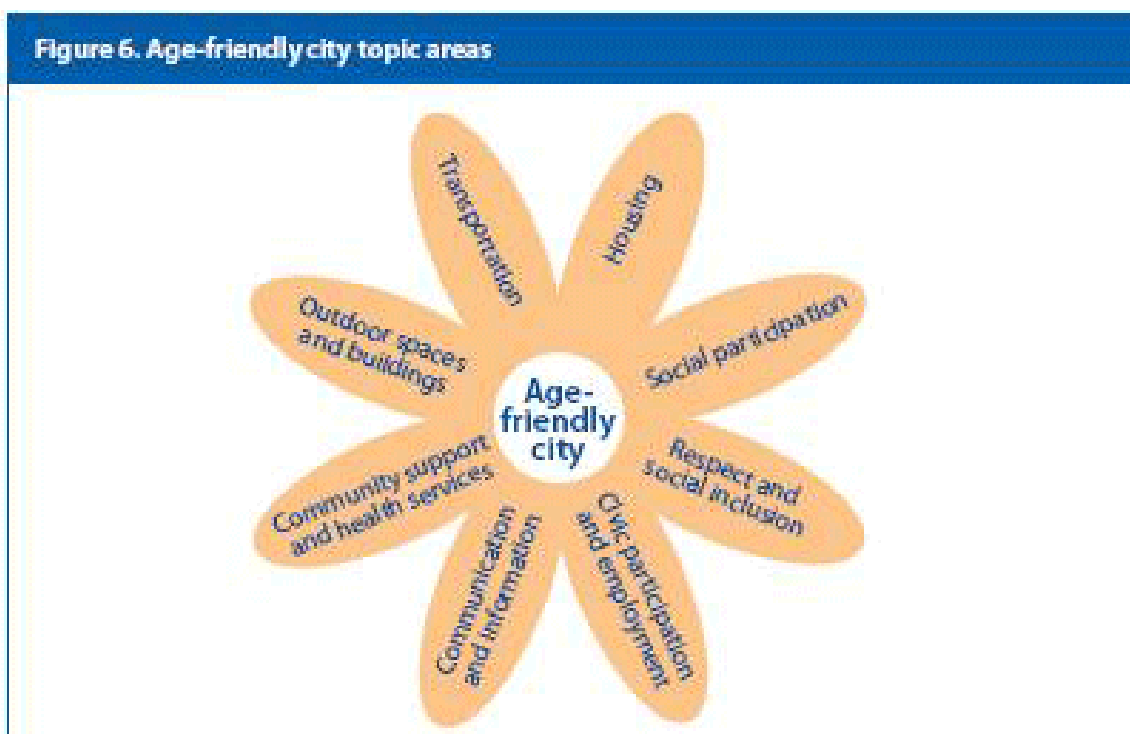 Figure 6. Age-friendly city topic areas
Transportation
Housing
Outdoor spaces
and buildings
Social participation
Age-
friendly
city
Community support
and health services
Respect and
social inclusion
Communication
and information
Civic participation
and employment